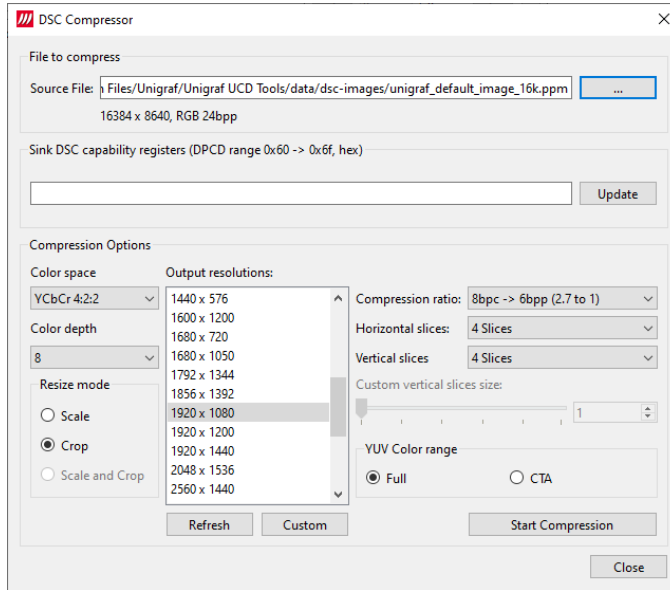 DSC Compressor
File to compress
Source File: Files/Unigraf/Unigraf UCD Tools/data/dsc-images/unigraf_default_image_16k.ppm ...
16384 x 8640, RGB 24bpp
Sink DSC capability registers (DPCD range 0x60 -> 0x6f, hex)
Update
Compression Options
Color space
YCbCr 4:2:2
Color depth
8
Resize mode
Scale
Crop
Scale and Crop
Output resolutions:
1440 x 576
1600 x 1200
1680 x 720
1680 x 1050
1792 x 1344
1856 x 1392
1920 x 1080
1920 x 1200
1920 x 1440
2048 x 1536
2560 x 1440
Refresh Custom
Compression ratio: 8bpc -> 6bpp (2.7 to 1)
Horizontal slices: 4 Slices
Vertical slices 4 Slices
Custom vertical slices size:
1
YUV Color range
Full CTA
Start Compression
Close